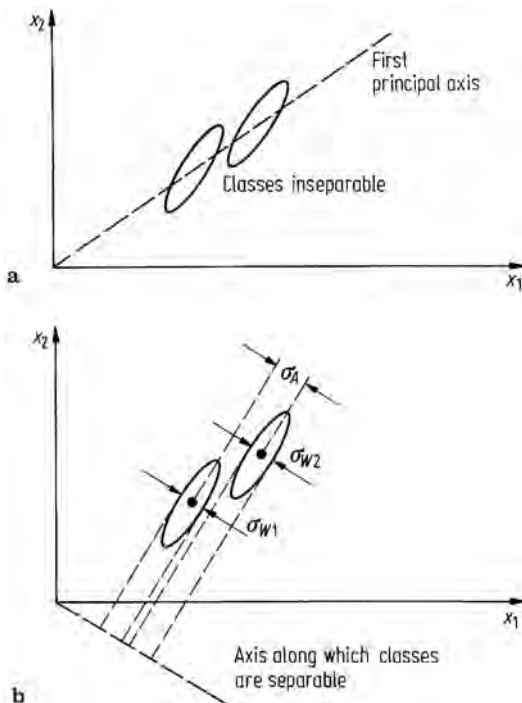 x₂
First
principal axis
Classes inseparable
a
x₁
x₂
σA
σW2
σW1
x₁
Axis along which classes
are separable
b